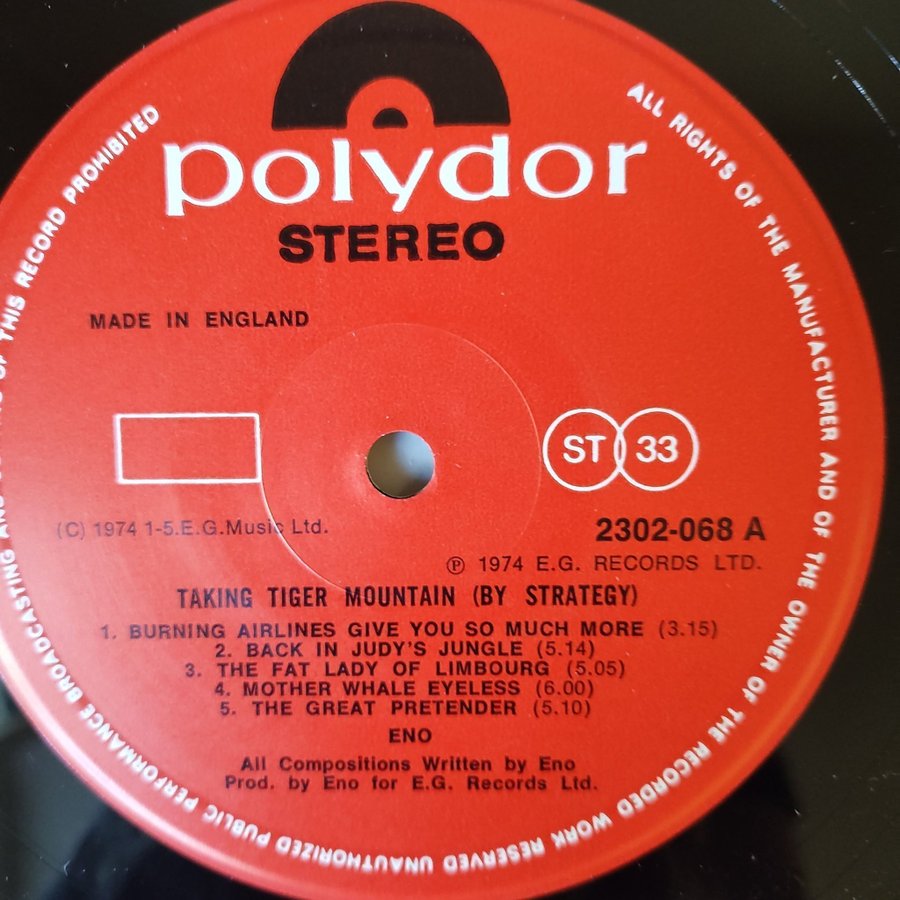 polydor
STEREO
MADE IN ENGLAND
ST 33
(C) 1974 1-5.E.G.Music Ltd.
2302-068 A
℗ 1974 E.G. RECORDS LTD.
TAKING TIGER MOUNTAIN (BY STRATEGY)
1. BURNING AIRLINES GIVE YOU SO MUCH MORE (3.15)
2. BACK IN JUDY'S JUNGLE (5.14)
3. THE FAT LADY OF LIMBOURG (5.05)
4. MOTHER WHALE EYELESS (6.00)
5. THE GREAT PRETENDER (5.10)
ENO
All Compositions Written by Eno
Prod. by Eno for E.G. Records Ltd.
ALL RIGHTS OF THE MANUFACTURER AND OF THE OWNER OF THE RECORDED WORK RESERVED UNAUTHORIZED PUBLIC PERFORMANCE BROADCASTING AND OF THIS RECORD PROHIBITED